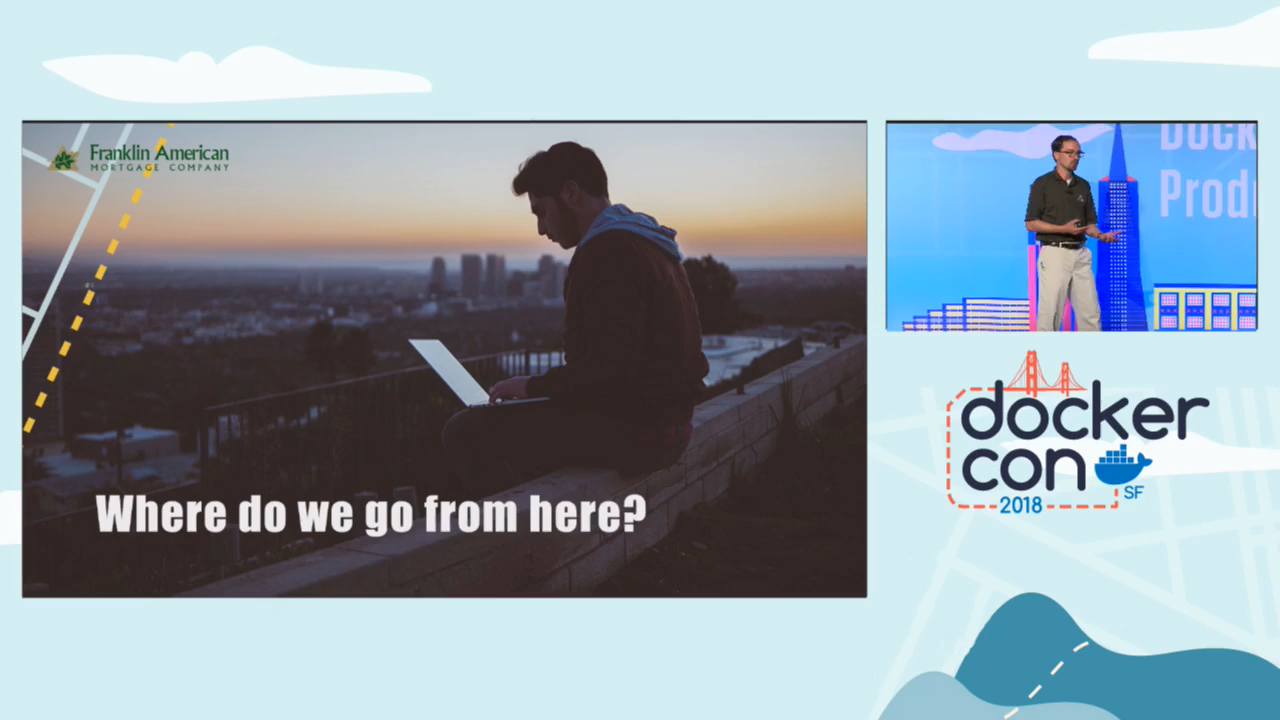 Franklin American
MORTGAGE COMPANY
Where do we go from here?
docker
con
2018
SF